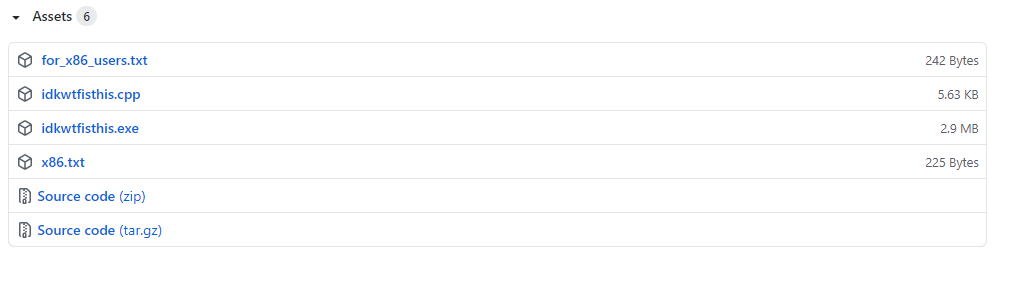 Assets 6
for_x86_users.txt 242 Bytes
idkwtfisthis.cpp 5.63 KB
idkwtfisthis.exe 2.9 MB
x86.txt 225 Bytes
Source code (zip)
Source code (tar.gz)